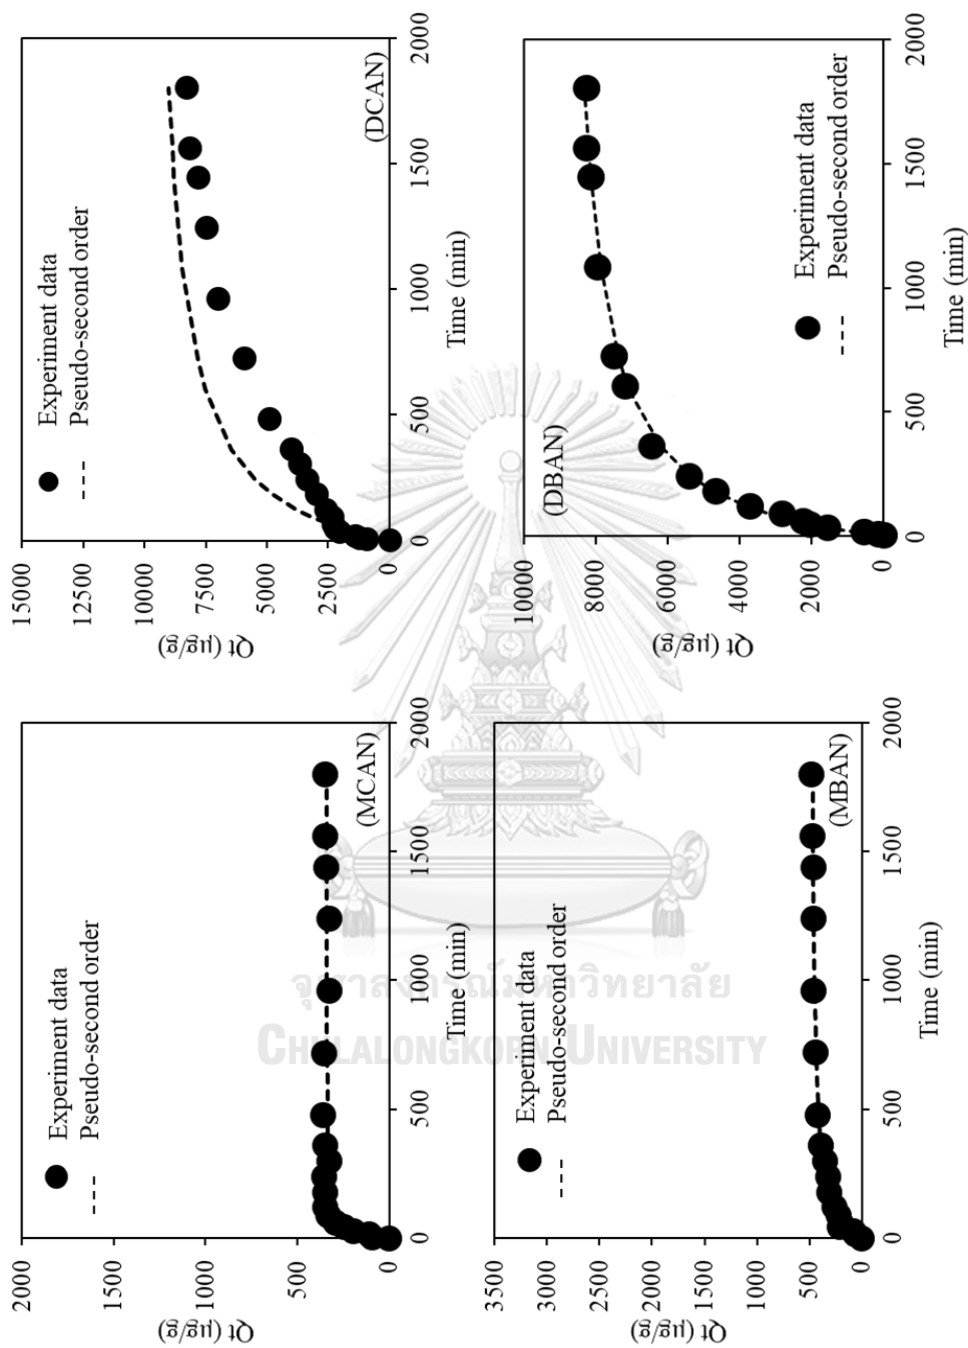 2000
1500
1000
500
0
Qt (µg/g)
Experiment data
Pseudo-second order
(MCAN)
0
500
1000
1500
2000
Time (min)
15000
12500
10000
7500
5000
2500
0
Qt (µg/g)
Experiment data
Pseudo-second order
(DCAN)
0
500
1000
1500
2000
Time (min)
3500
3000
2500
2000
1500
1000
500
0
Qt (µg/g)
Experiment data
Pseudo-second order
(MBAN)
0
500
1000
1500
2000
Time (min)
10000
8000
6000
4000
2000
0
Qt (µg/g)
(DBAN)
Experiment data
Pseudo-second order
0
500
1000
1500
2000
Time (min)
จุฬาลงกรณ์มหาวิทยาลัย
CHULALONGKORN UNIVERSITY